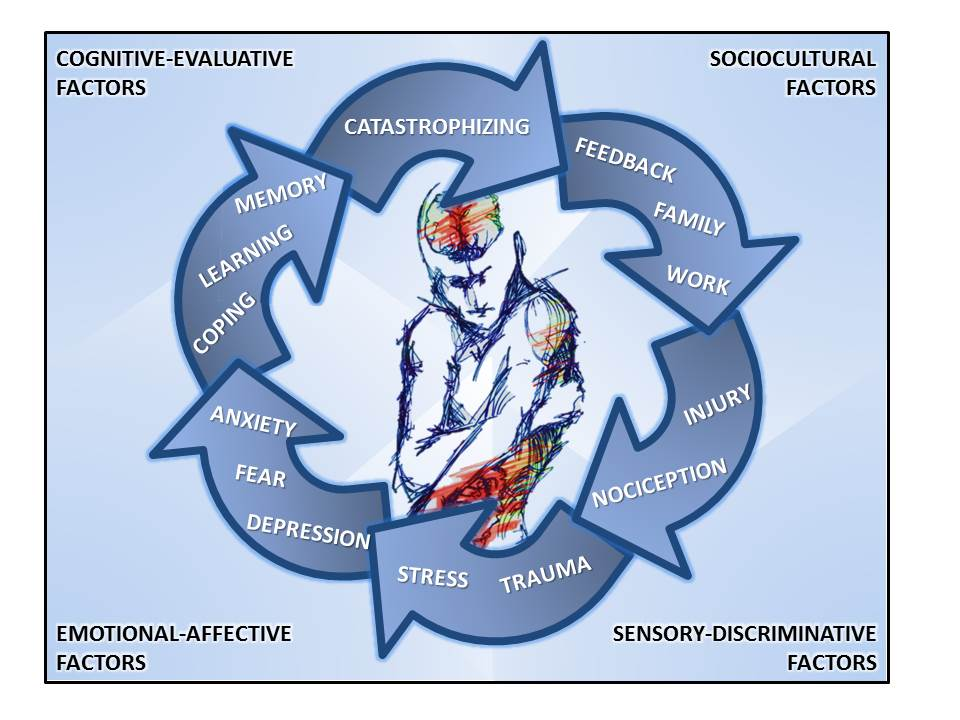 COGNITIVE-EVALUATIVE
FACTORS
SOCIOCULTURAL
FACTORS
CATASTROPHIZING
FEEDBACK
FAMILY
WORK
INJURY
NOCICEPTION
TRAUMA
STRESS
DEPRESSION
FEAR
ANXIETY
COPING
LEARNING
MEMORY
EMOTIONAL-AFFECTIVE
FACTORS
SENSORY-DISCRIMINATIVE
FACTORS